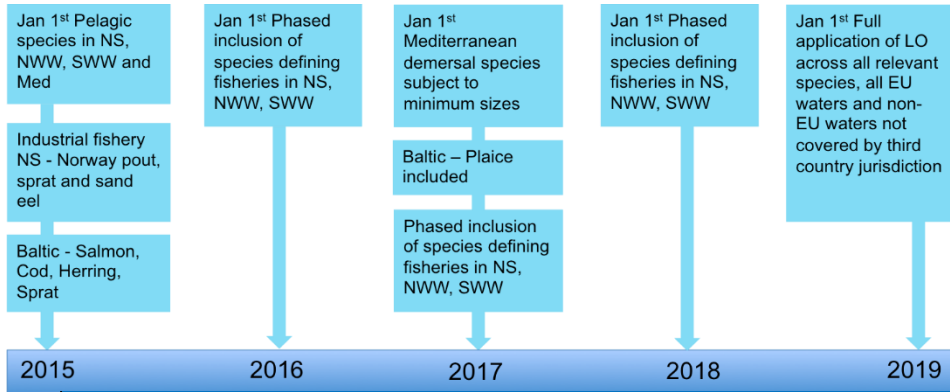 Jan 1st Pelagic
species in NS,
NWW, SWW and
Med
Industrial fishery
NS - Norway pout,
sprat and sand
eel
Baltic - Salmon,
Cod, Herring,
Sprat
Jan 1st Phased
inclusion of
species defining
fisheries in NS,
NWW, SWW
Jan 1st
Mediterranean
demersal species
subject to
minimum sizes
Baltic – Plaice
included
Phased inclusion
of species defining
fisheries in NS,
NWW, SWW
Jan 1st Phased
inclusion of
species defining
fisheries in NS,
NWW, SWW
Jan 1st Full
application of LO
across all relevant
species, all EU
waters and non-
EU waters not
covered by third
country jurisdiction
2015
2016
2017
2018
2019